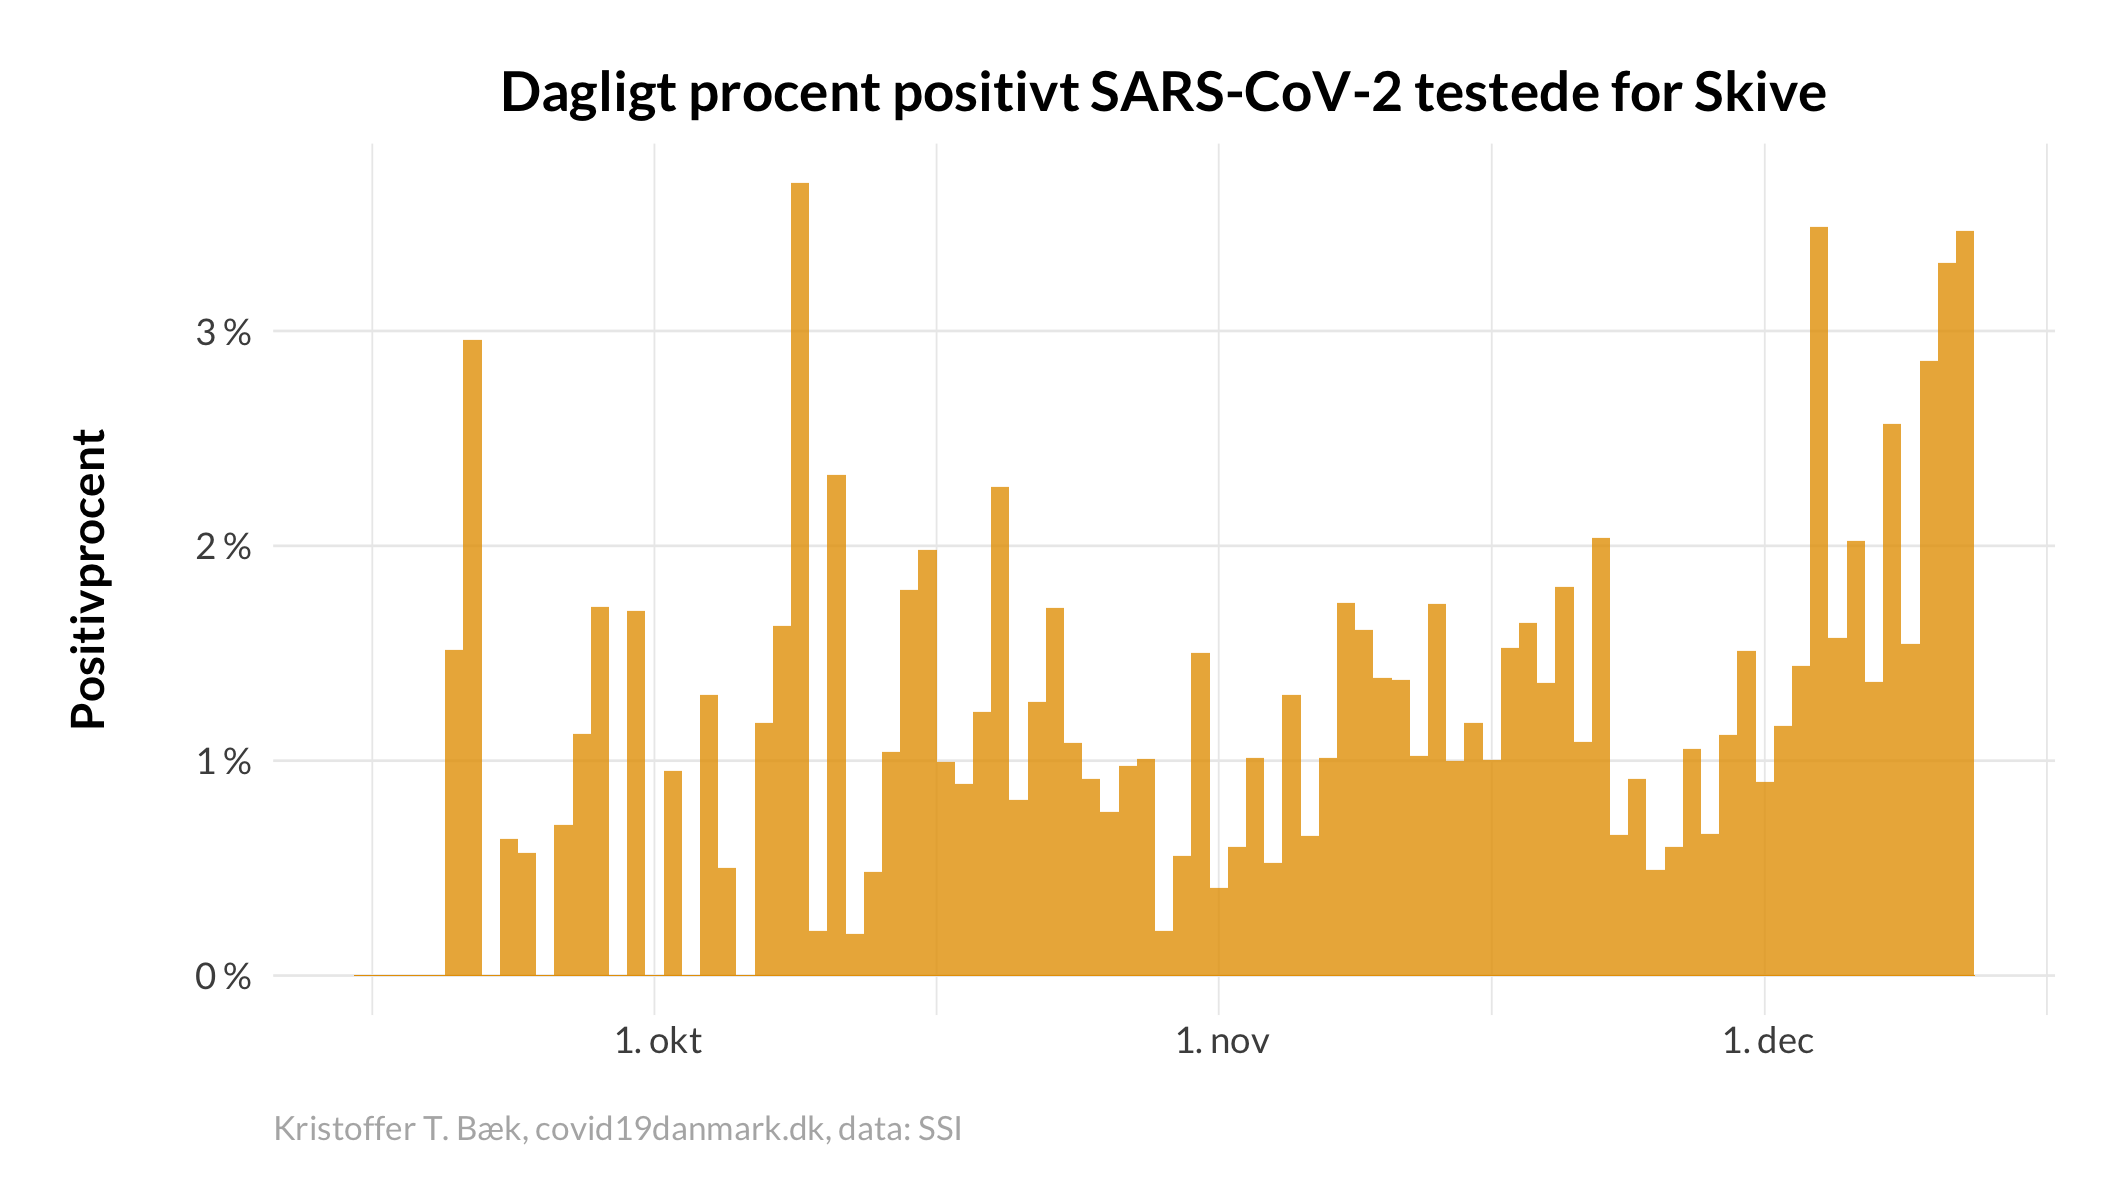 Dagligt procent positivt SARS-CoV-2 testede for Skive
Positivprocent
3 %
2 %
1 %
0 %
1. okt
1. nov
1. dec
Kristoffer T. Bæk, covid19danmark.dk, data: SSI